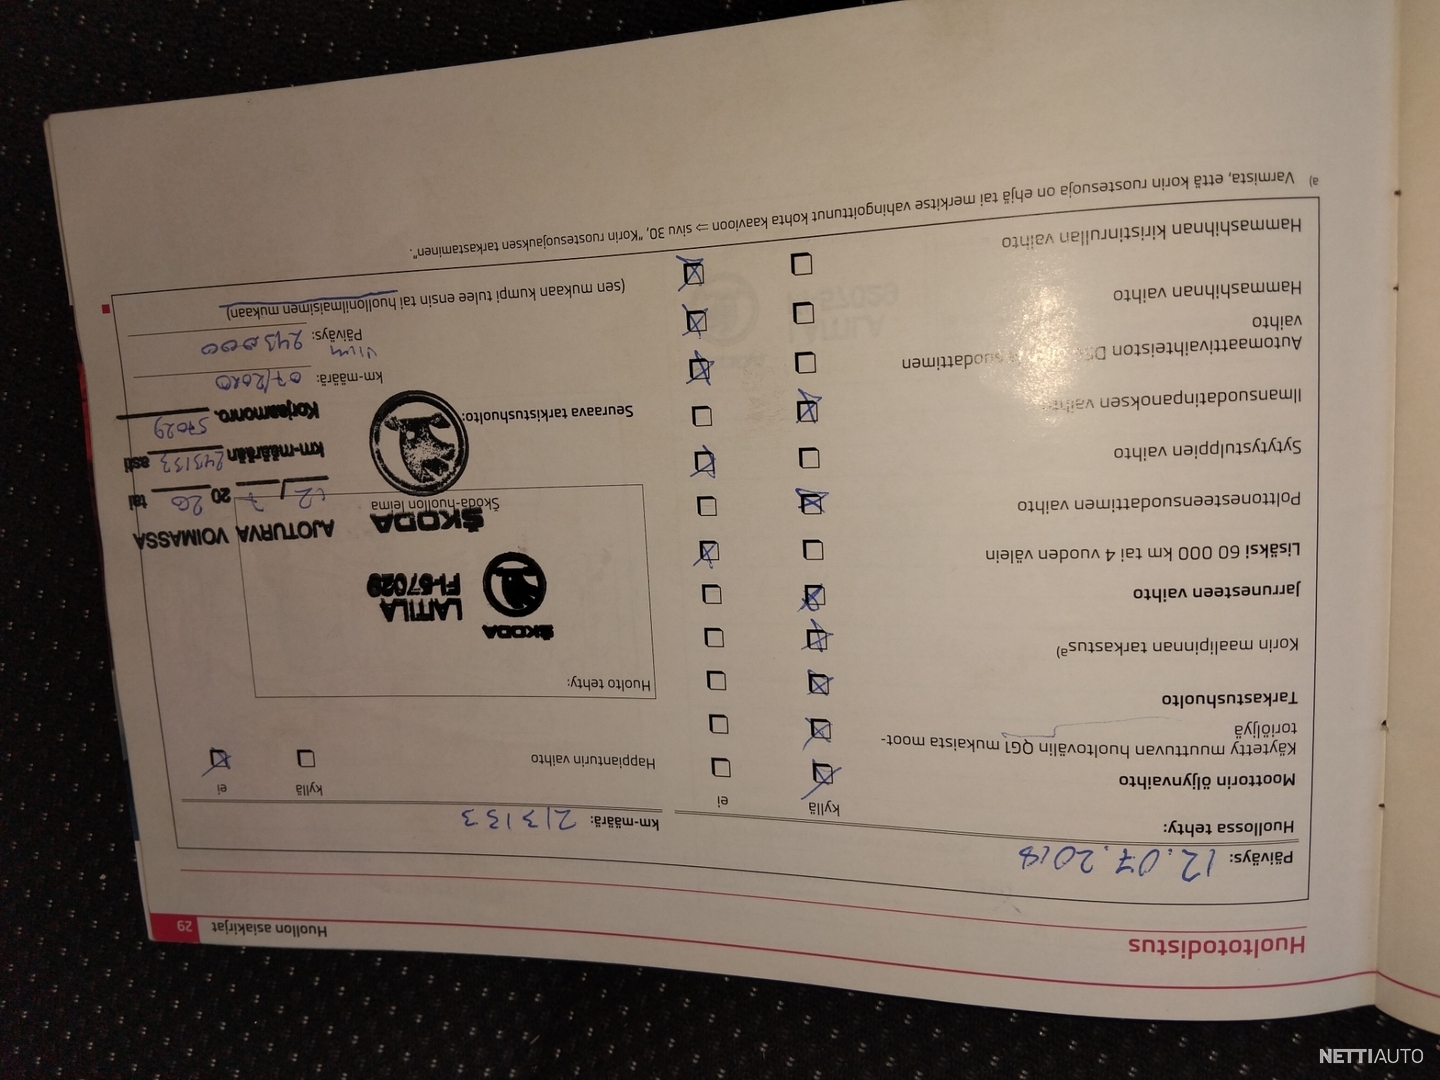 Huollon asiakirjat 29
Huoltotodistus
Päiväys: 12.07.2018
km-määrä: 213133
Huollossa tehty:
kyllä ei
Moottorin öljynvaihto
Käytetty muuttuvan huoltovälin QG1 mukaista moot-
toriöljyä
Tarkastushuolto
Korin maalipinnan tarkastusa)
Jarrunesteen vaihto
Lisäksi 60 000 km tai 4 vuoden välein
Polttonesteensuodattimen vaihto
Sytytystulppien vaihto
Ilmansuodatinpanoksen vaihto
Automaattivaihteiston suodattimen
vaihto
Hammashihnan vaihto
Hammashihnan kiristinrullan vaihto
kyllä ei
Happianturin vaihto
Huolto tehty:
ŠKODA
LAITILA
FI-57029
Škoda-huollon leima
ŠKODA
AJOTURVA VOIMASSA
12/7 2020 tai
km-määrään 243133 asti
Korjaamonro. 57029
Seuraava tarkistushuolto:
km-määrä: 07/2020
Päiväys: 243000
(sen mukaan kumpi tulee ensin tai huollonilmaisimen mukaan)
a) Varmista, että korin ruostesuoja on ehjä tai merkitse vahingoittunut kohta kaavioon ⇒ sivu 30, "Korin ruostesuojauksen tarkastaminen".
NETTIAUTO